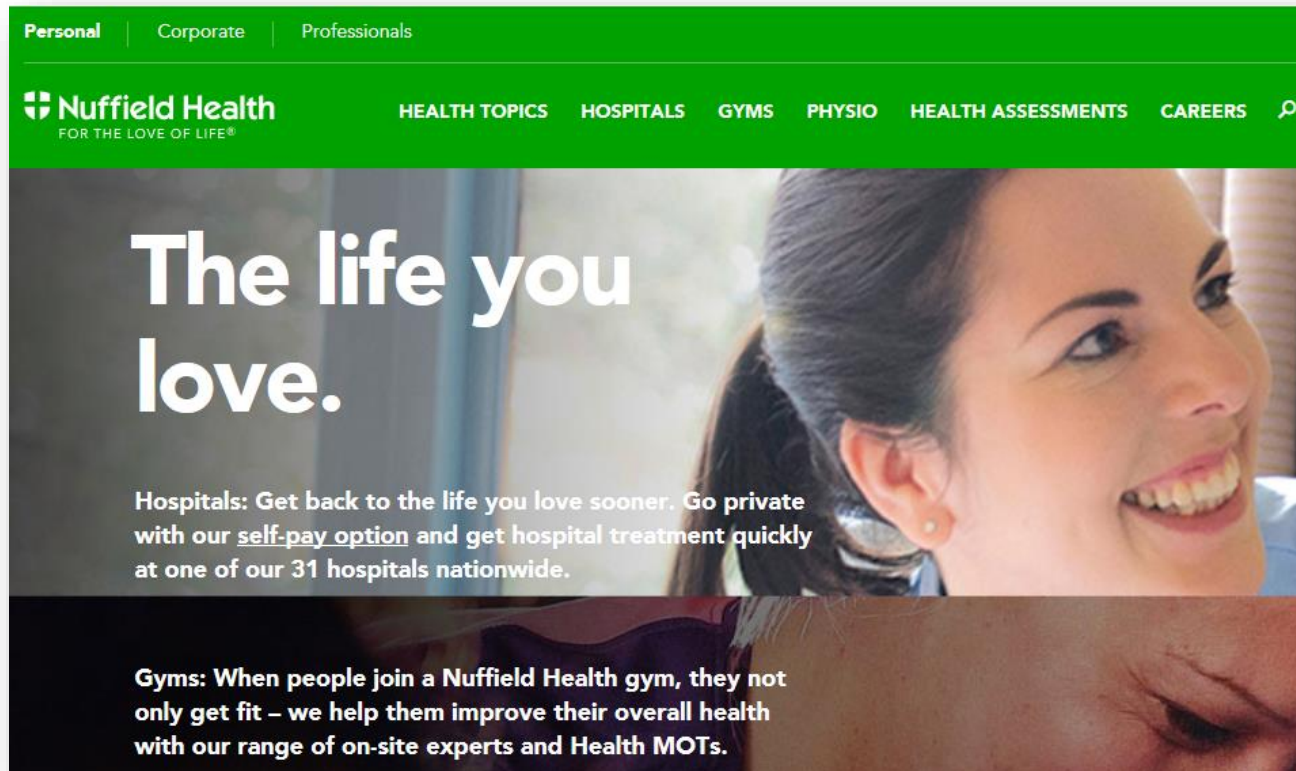 Personal Corporate Professionals
Nuffield Health
FOR THE LOVE OF LIFE®
HEALTH TOPICS HOSPITALS GYMS PHYSIO HEALTH ASSESSMENTS CAREERS
The life you
love.
Hospitals: Get back to the life you love sooner. Go private
with our self-pay option and get hospital treatment quickly
at one of our 31 hospitals nationwide.
Gyms: When people join a Nuffield Health gym, they not
only get fit – we help them improve their overall health
with our range of on-site experts and Health MOTs.